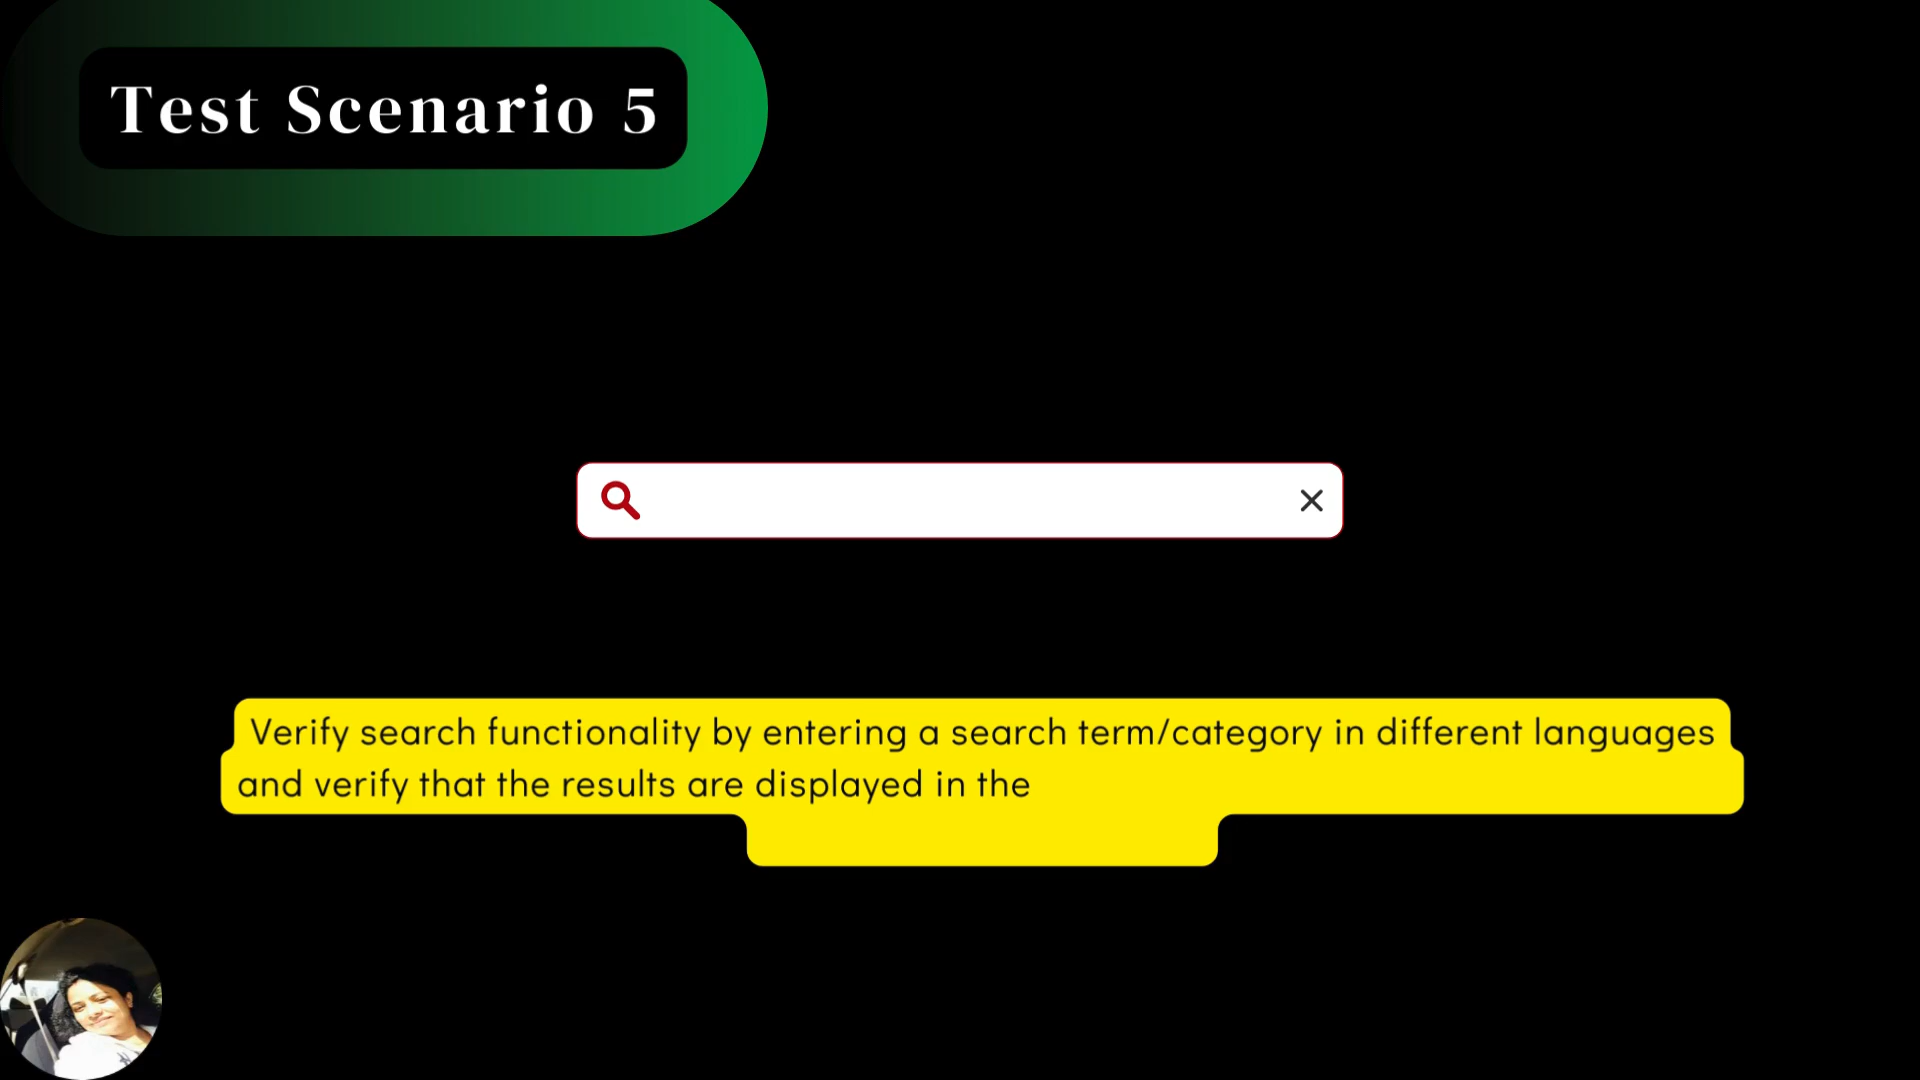 Test Scenario 5
Verify search functionality by entering a search term/category in different languages
and verify that the results are displayed in the